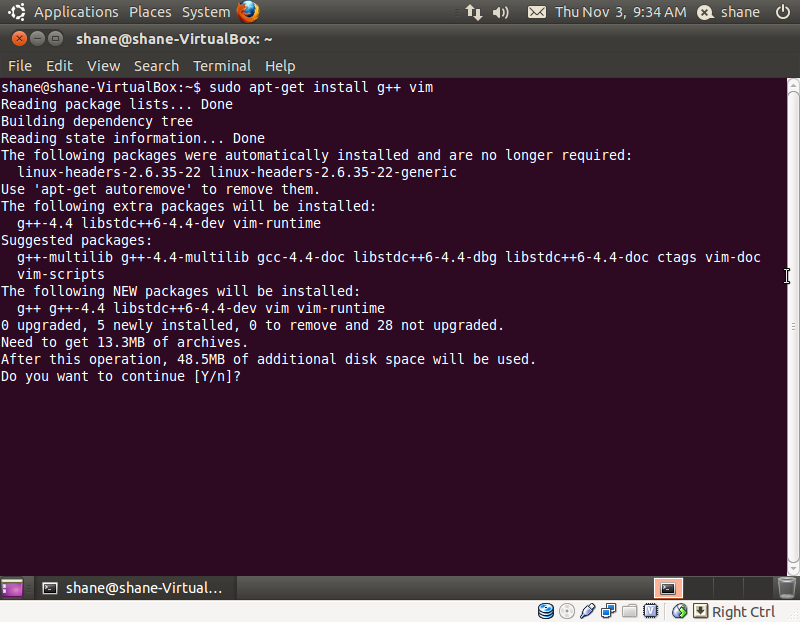 Applications Places System Thu Nov 3, 9:34 AM shane
shane@shane-VirtualBox: ~
File Edit View Search Terminal Help
shane@shane-VirtualBox:~$ sudo apt-get install g++ vim
Reading package lists... Done
Building dependency tree
Reading state information... Done
The following packages were automatically installed and are no longer required:
  linux-headers-2.6.35-22 linux-headers-2.6.35-22-generic
Use 'apt-get autoremove' to remove them.
The following extra packages will be installed:
  g++-4.4 libstdc++6-4.4-dev vim-runtime
Suggested packages:
  g++-multilib g++-4.4-multilib gcc-4.4-doc libstdc++6-4.4-dbg libstdc++6-4.4-doc ctags vim-doc
  vim-scripts
The following NEW packages will be installed:
  g++ g++-4.4 libstdc++6-4.4-dev vim vim-runtime
0 upgraded, 5 newly installed, 0 to remove and 28 not upgraded.
Need to get 13.3MB of archives.
After this operation, 48.5MB of additional disk space will be used.
Do you want to continue [Y/n]?
shane@shane-Virtual...
Right Ctrl